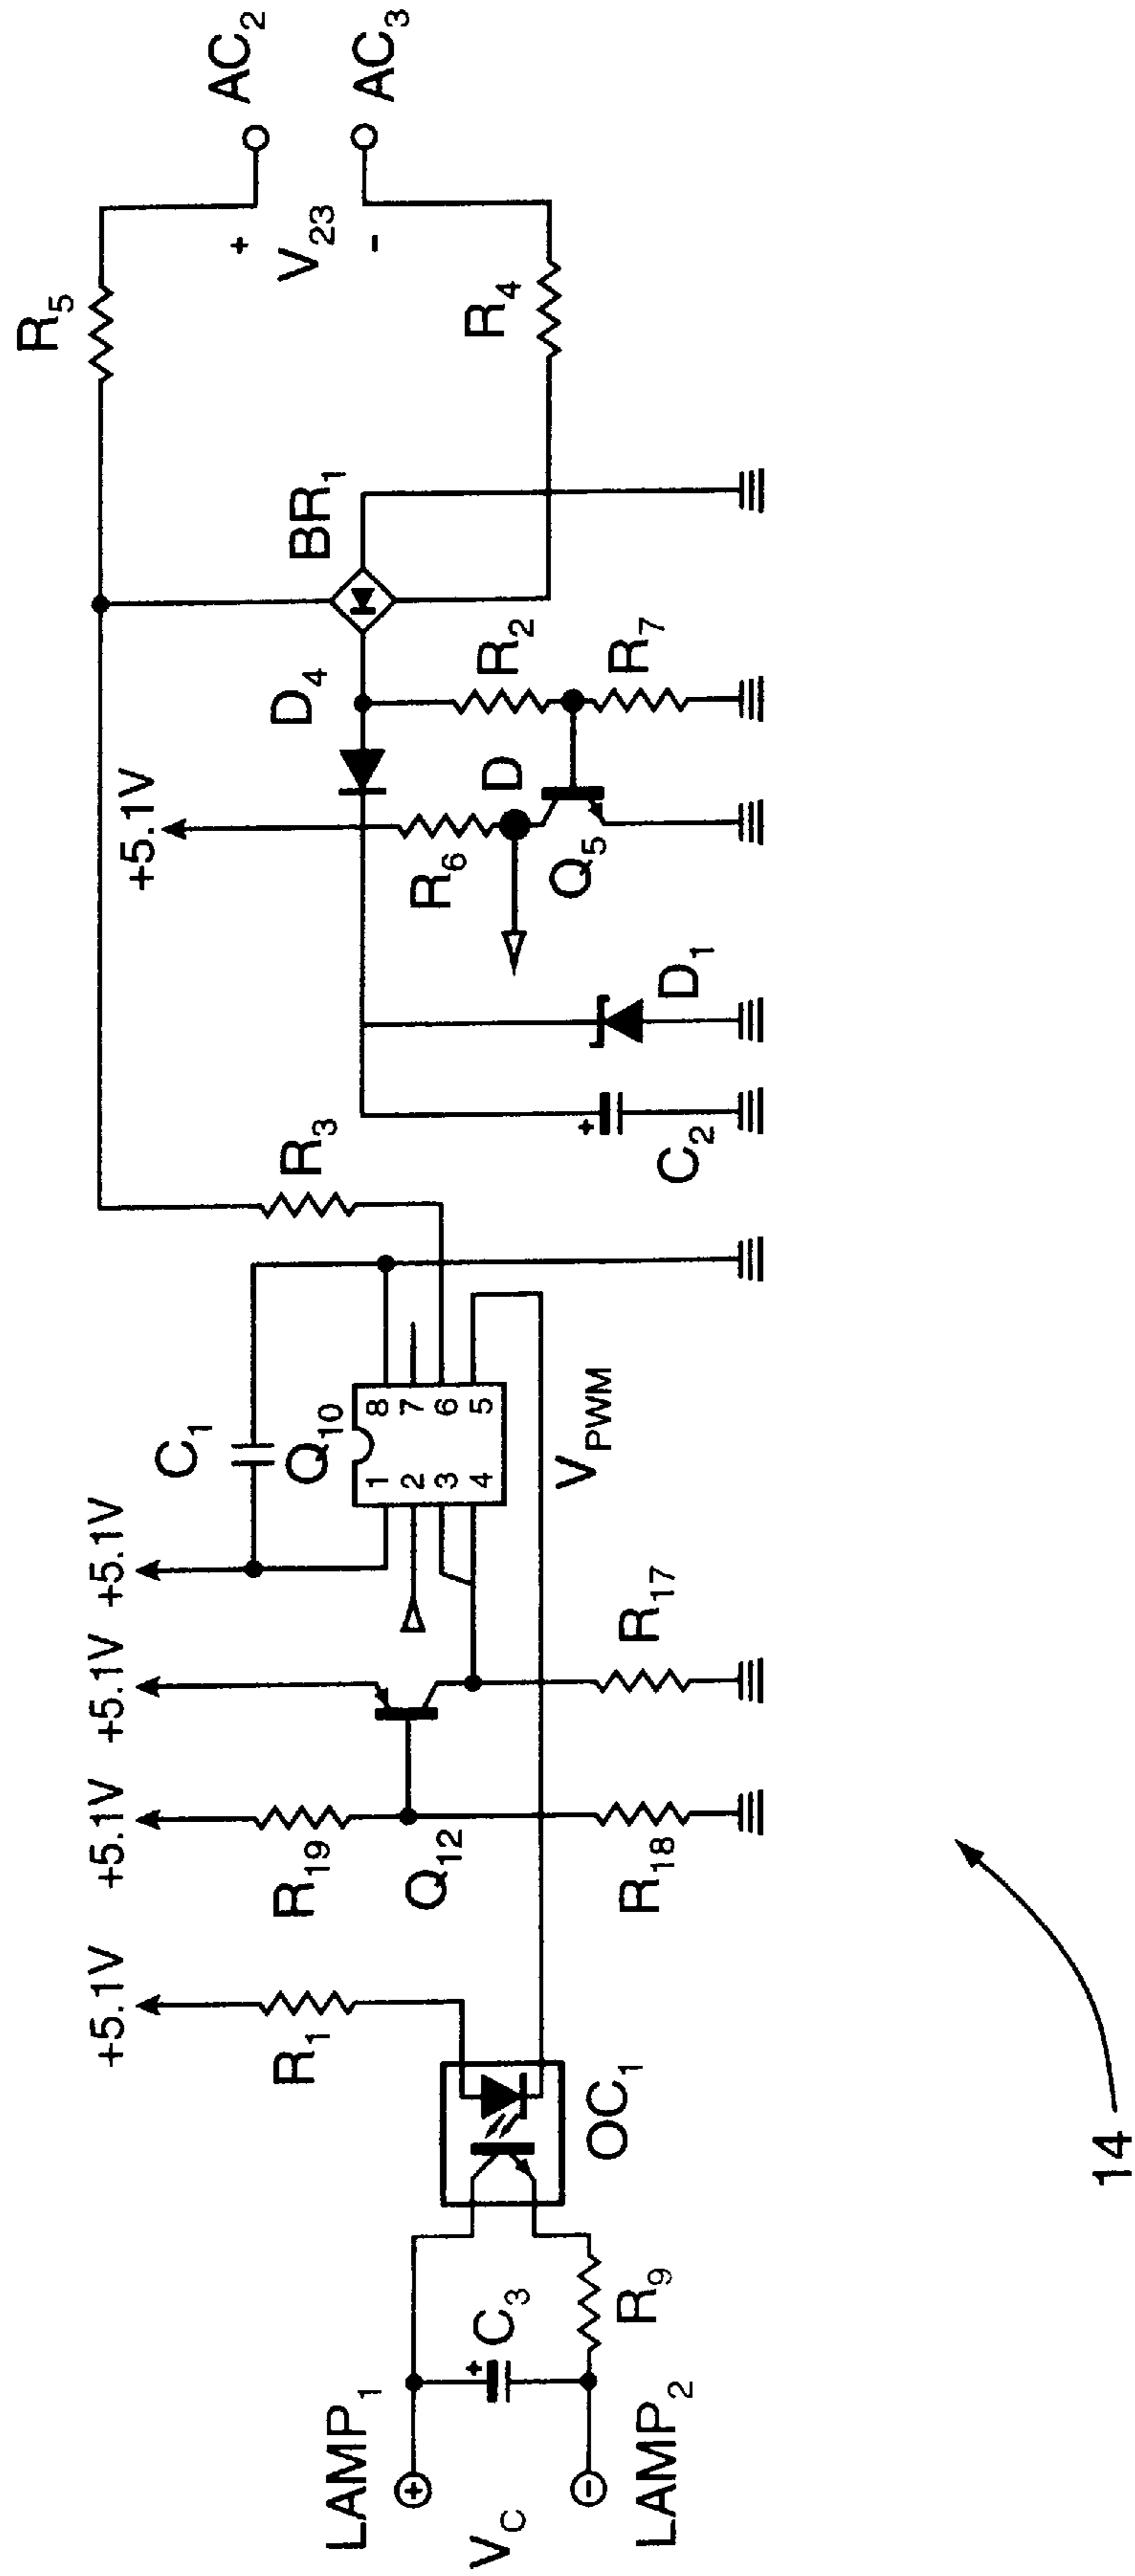 LAMP1
VC
LAMP2
C3
R9
OC1
+5.1V
R1
+5.1V
R19
Q12
R18
+5.1V
R17
+5.1V
C1
Q10
1
2
3
4
8
7
6
5
VPWM
R3
C2
D1
+5.1V
R6
D
Q5
D4
R2
R7
BR1
R5
R4
+
V23
-
AC2
AC3
14